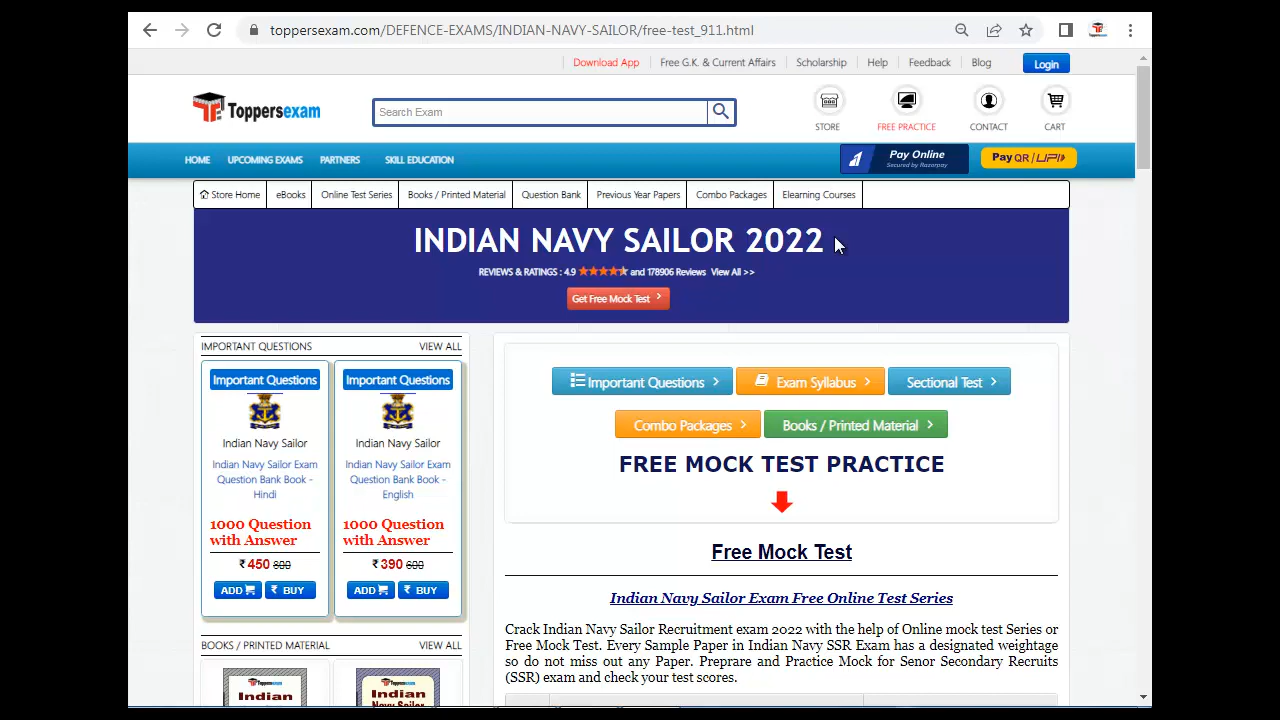 toppersexam.com/DEFENCE-EXAMS/INDIAN-NAVY-SAILOR/free-test_911.html
Download App Free G.K. & Current Affairs Scholarship Help Feedback Blog Login
Toppersexam
Search Exam
STORE FREE PRACTICE CONTACT CART
HOME UPCOMING EXAMS PARTNERS SKILL EDUCATION
Pay Online
Secured by Razorpay
Pay QR / UPI
Store Home eBooks Online Test Series Books / Printed Material Question Bank Previous Year Papers Combo Packages Elearning Courses
INDIAN NAVY SAILOR 2022
REVIEWS & RATINGS : 4.9 and 178906 Reviews View All >>
Get Free Mock Test
IMPORTANT QUESTIONS VIEW ALL
Important Questions
Indian Navy Sailor
Indian Navy Sailor Exam
Question Bank Book -
Hindi
1000 Question
with Answer
₹ 450 600
ADD ₹ BUY
Important Questions
Indian Navy Sailor
Indian Navy Sailor Exam
Question Bank Book -
English
1000 Question
with Answer
₹ 390 600
ADD ₹ BUY
BOOKS / PRINTED MATERIAL VIEW ALL
Toppersexam
Indian
Toppersexam
Indian
Navy Sailor
Important Questions Exam Syllabus Sectional Test
Combo Packages Books / Printed Material
FREE MOCK TEST PRACTICE
Free Mock Test
Indian Navy Sailor Exam Free Online Test Series
Crack Indian Navy Sailor Recruitment exam 2022 with the help of Online mock test Series or
Free Mock Test. Every Sample Paper in Indian Navy SSR Exam has a designated weightage
so do not miss out any Paper. Preprare and Practice Mock for Senor Secondary Recruits
(SSR) exam and check your test scores.